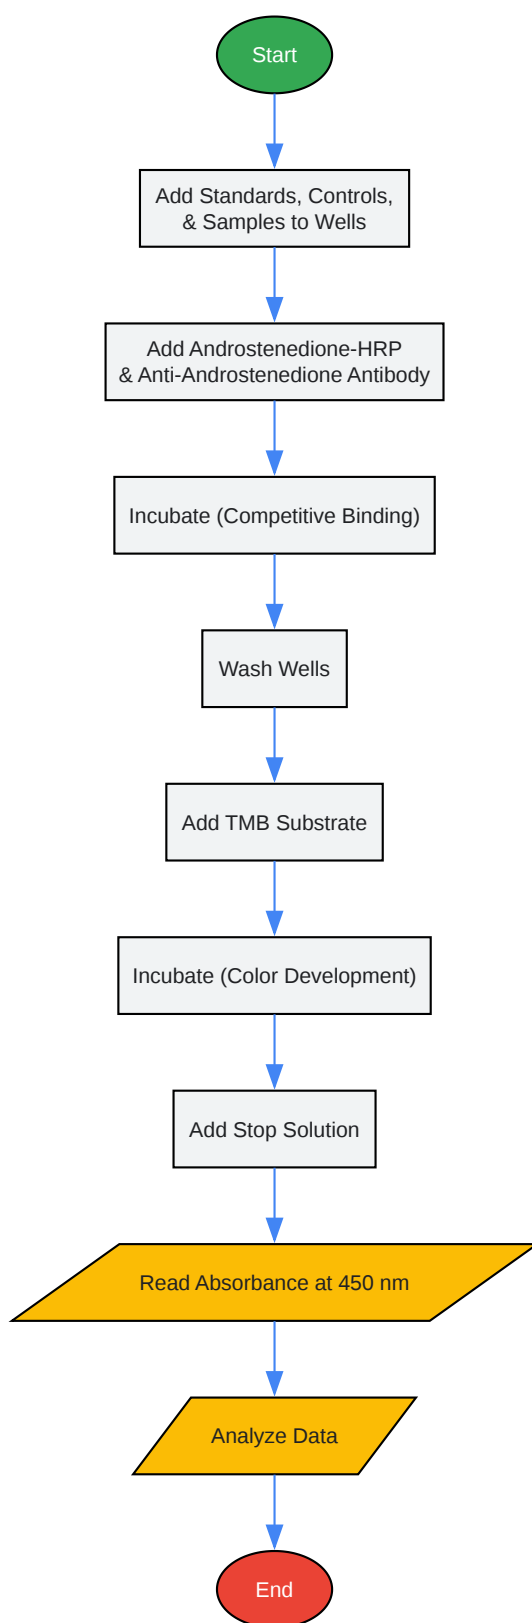 Start
Add Standards, Controls,
& Samples to Wells
Add Androstenedione-HRP
& Anti-Androstenedione Antibody
Incubate (Competitive Binding)
Wash Wells
Add TMB Substrate
Incubate (Color Development)
Add Stop Solution
Read Absorbance at 450 nm
Analyze Data
End